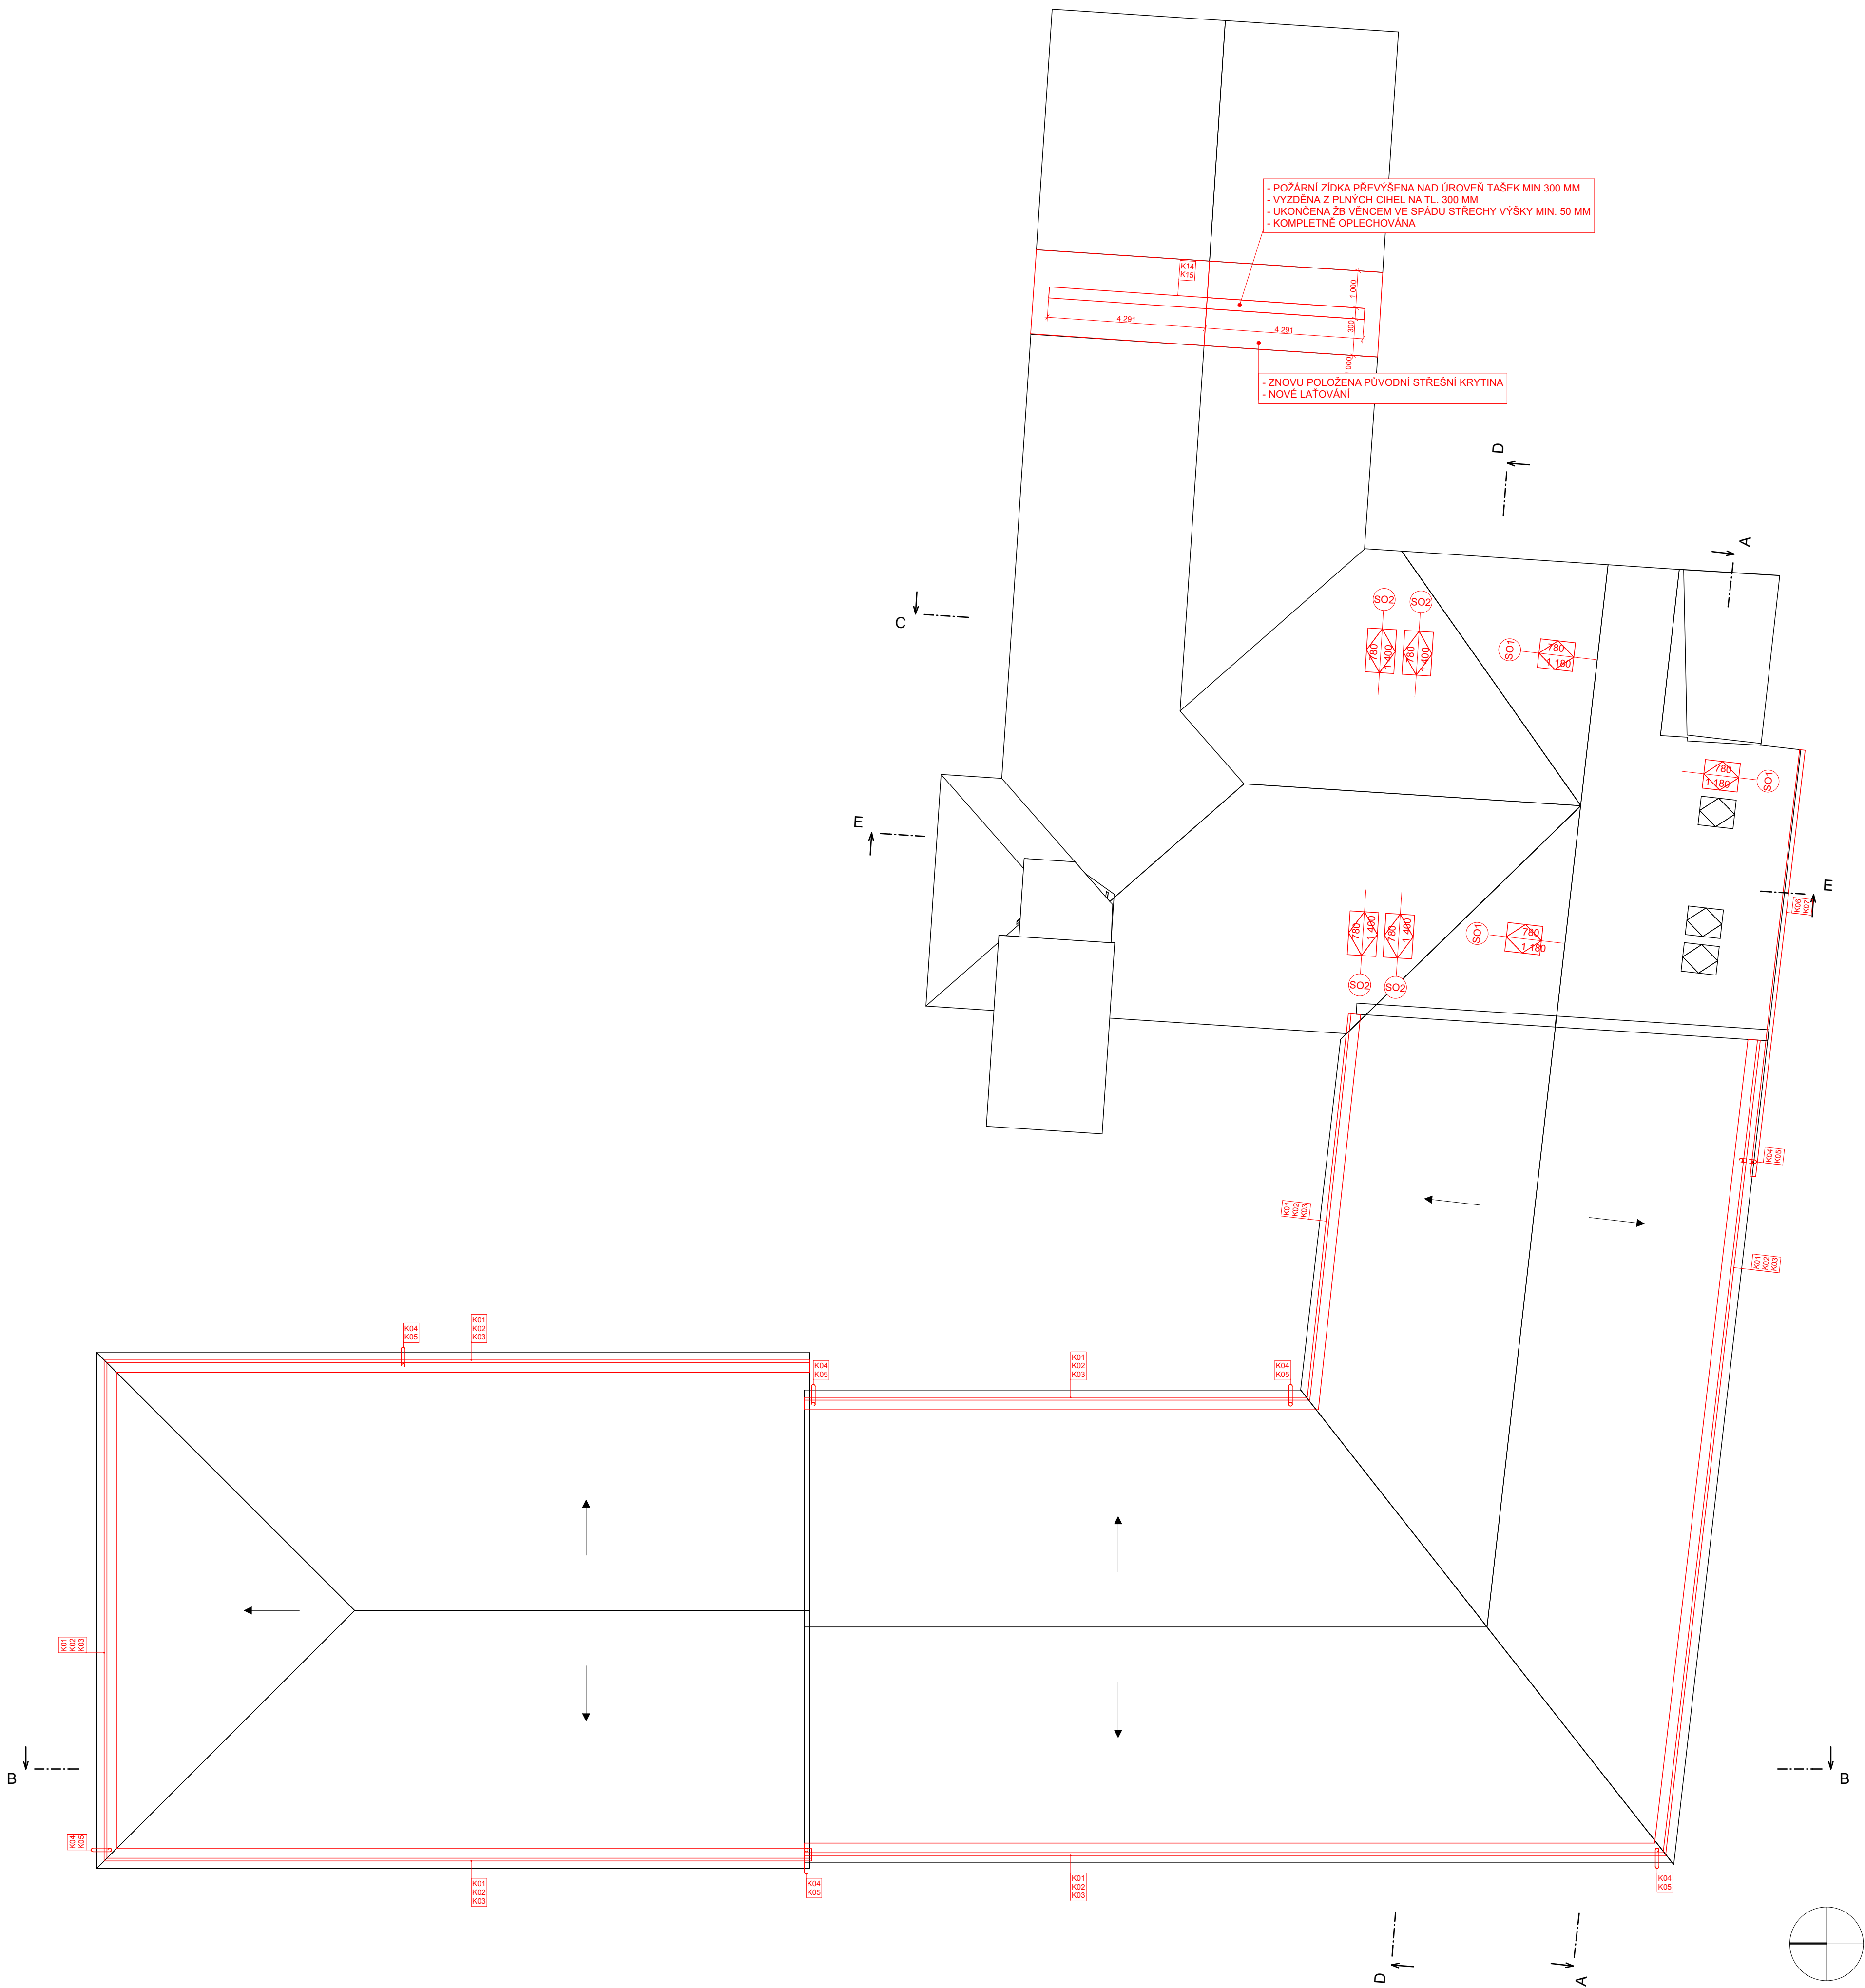 - POŽÁRNÍ ZÍDKA PŘEVÝŠENA NAD ÚROVEŇ TAŠEK MIN 300 MM
- VYZDĚNA Z PLNÝCH CIHEL NA TL. 300 MM
- UKONČENA ŽB VĚNCEM VE SPÁDU STŘECHY VÝŠKY MIN. 50 MM
- KOMPLETNĚ OPLECHOVÁNA
K14
K15
1 000
4 291
4 291
300
1 000
- ZNOVU POLOŽENA PŮVODNÍ STŘEŠNÍ KRYTINA
- NOVÉ LAŤOVÁNÍ
D
A
C
SO2
SO2
780
1 400
780
1 400
SO1
780
1 180
780
1 180
SO1
E
E
K06
K07
780
1 400
780
1 400
SO1
780
1 180
SO2
SO2
K04
K05
K01
K02
K03
K01
K02
K03
K04
K05
K01
K02
K03
K04
K05
K01
K02
K03
K04
K05
K01
K02
K03
B
B
K04
K05
K01
K02
K03
K04
K05
K01
K02
K03
K04
K05
D
A